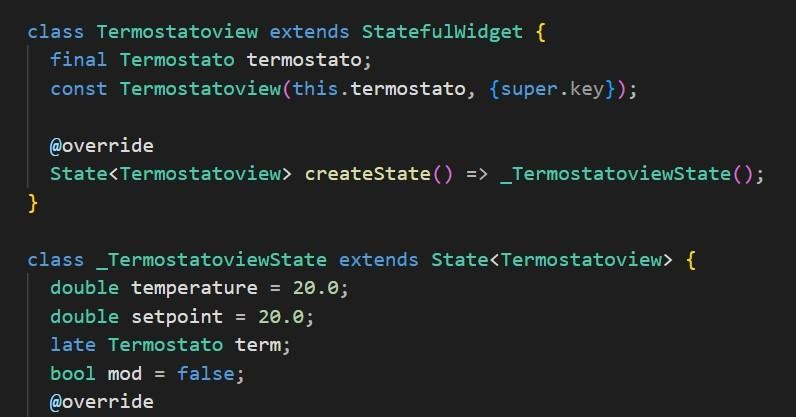 class Termostatoview extends StatefulWidget {
final Termostato termostato;
const Termostatoview(this.termostato, {super.key});
@override
State<Termostatoview> createState() => _TermostatoviewState();
}
class _TermostatoviewState extends State<Termostatoview> {
double temperature = 20.0;
double setpoint = 20.0;
late Termostato term;
bool mod = false;
@override